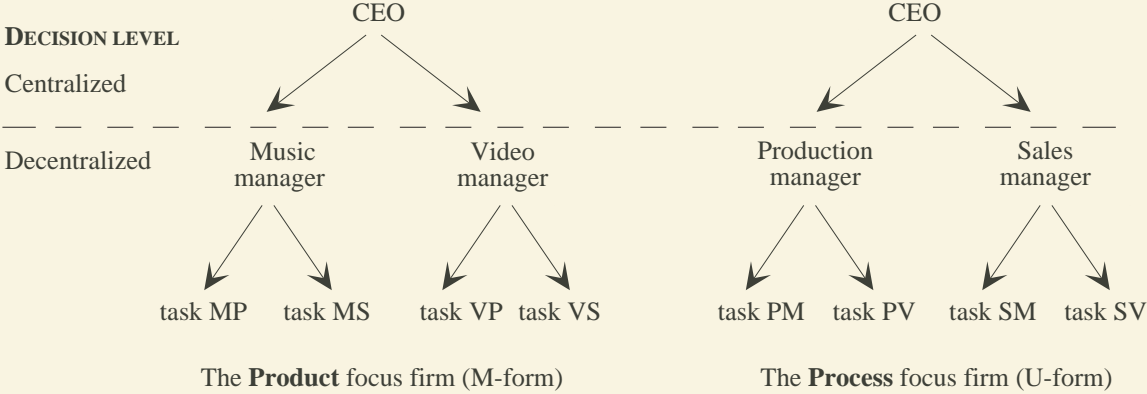 CEO
CEO
DECISION LEVEL
Centralized
Decentralized
Music
manager
Video
manager
Production
manager
Sales
manager
task MP
task MS
task VP
task VS
task PM
task PV
task SM
task SV
The Product focus firm (M-form)
The Process focus firm (U-form)